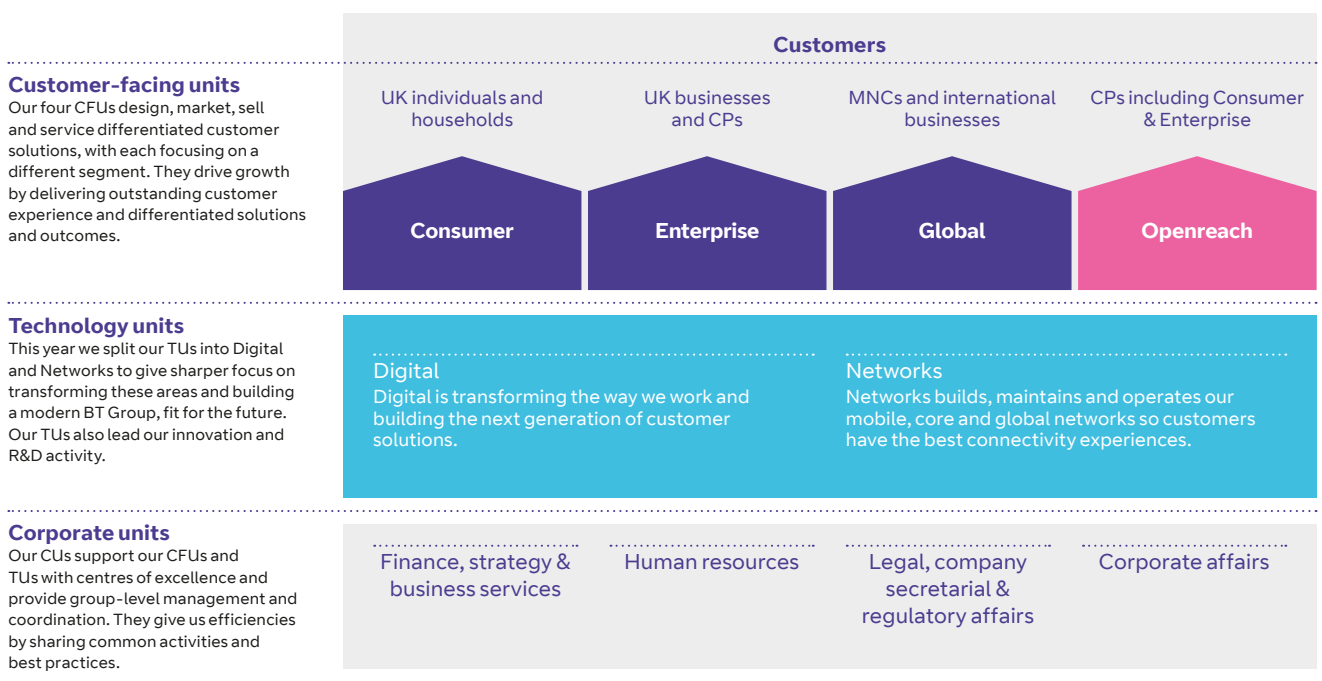 Customers
Customer-facing units
Our four CFUs design, market, sell
and service differentiated customer
solutions, with each focusing on a
different segment. They drive growth
by delivering outstanding customer
experience and differentiated solutions
and outcomes.
UK individuals and
households
UK businesses
and CPs
MNCs and international
businesses
CPs including Consumer
& Enterprise
Consumer
Enterprise
Global
Openreach
Technology units
This year we split our TUs into Digital
and Networks to give sharper focus on
transforming these areas and building
a modern BT Group, fit for the future.
Our TUs also lead our innovation and
R&D activity.
Digital
Digital is transforming the way we work and
building the next generation of customer
solutions.
Networks
Networks builds, maintains and operates our
mobile, core and global networks so customers
have the best connectivity experiences.
Corporate units
Our CUs support our CFUs and
TUs with centres of excellence and
provide group-level management and
coordination. They give us efficiencies
by sharing common activities and
best practices.
Finance, strategy &
business services
Human resources
Legal, company
secretarial &
regulatory affairs
Corporate affairs